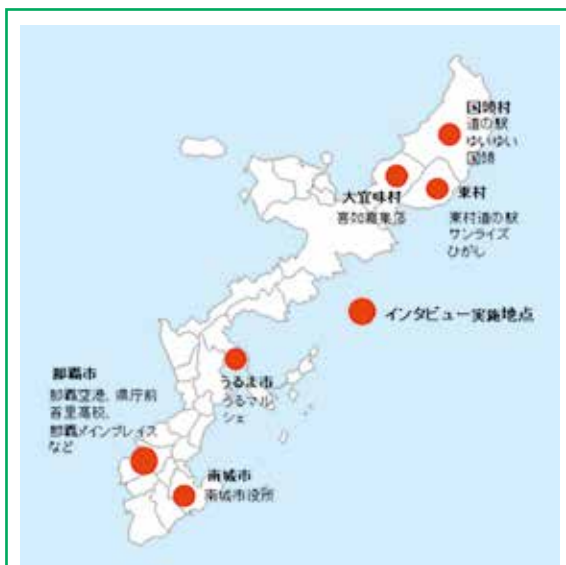 国頭村
道の駅
ゆいゆい
国頭
大宜味村
喜如嘉集落
東村
東村道の駅
サンライズ
ひがし
インタビュー実施地点
うるま市
うるマル
シェ
那覇市
那覇空港、県庁前
首里高校、
那覇メインプレイス
など
南城市
南城市役所